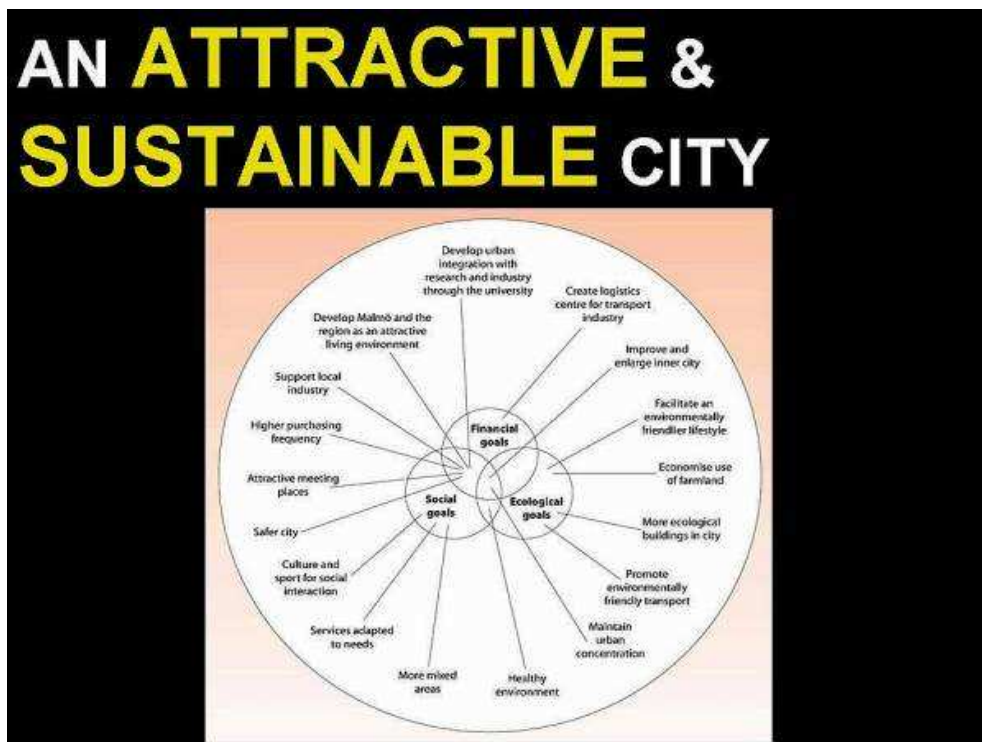 AN ATTRACTIVE &
SUSTAINABLE CITY
Develop urban
integration with
research and industry
through the university
Create logistics
centre for transport
industry
Develop Malmö and the
region as an attractive
living environment
Improve and
enlarge inner city
Support local
industry
Facilitate an
environmentally
friendlier lifestyle
Higher purchasing
frequency
Financial
goals
Economise use
of farmland
Attractive meeting
places
Social
goals
Ecological
goals
More ecological
buildings in city
Safer city
Culture and
sport for social
interaction
Promote
environmentally
friendly transport
Services adapted
to needs
Maintain
urban
concentration
More mixed
areas
Healthy
environment